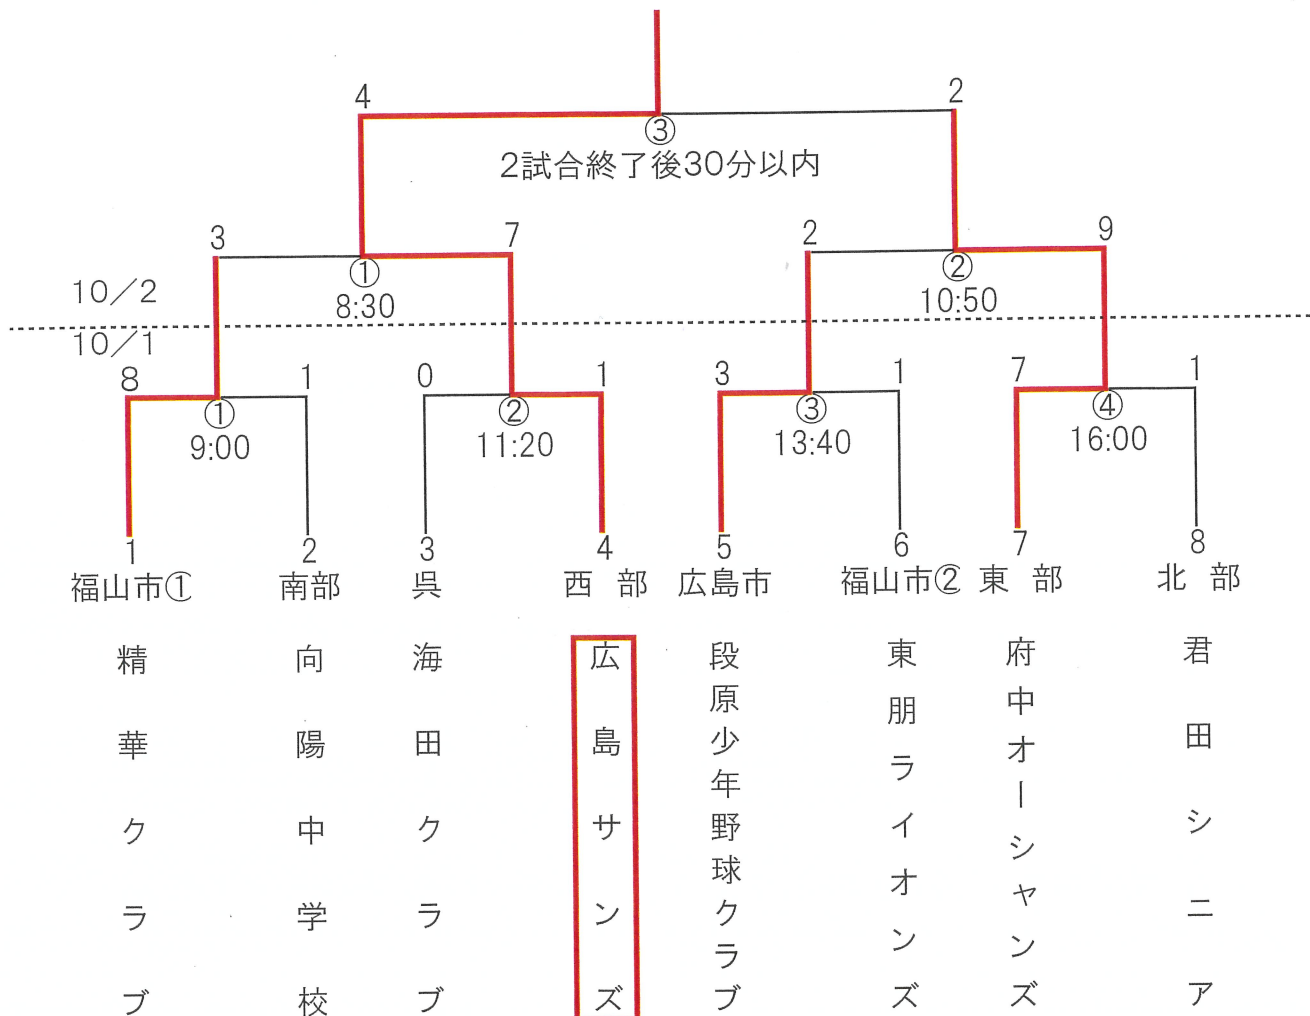 4 2
③
2試合終了後30分以内
3 7 2 9
① ②
8:30 10:50
10/2
10/1
8 1 0 1 3 1 7 1
① ② ③ ④
9:00 11:20 13:40 16:00
1 2 3 4 5 6 7 8
福山市① 南部 呉 西部 広島市 福山市② 東部 北部
精華クラブ
向陽中学校
海田クラブ
広島サンズ
段原少年野球クラブ
東朋ライオンズ
府中オーシャンズ
君田シニア